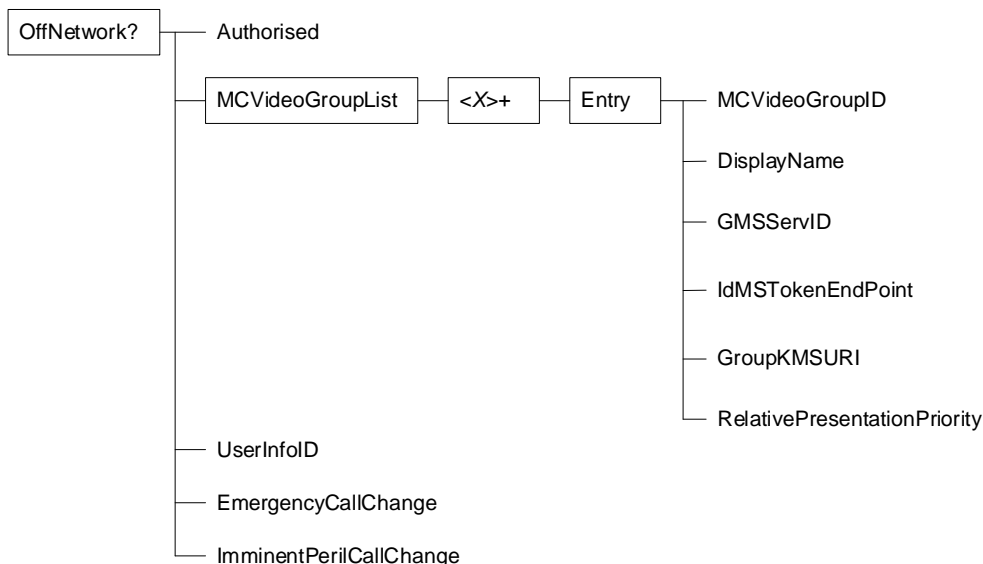 OffNetwork?
Authorised
MCVideoGroupList
<X>+
Entry
MCVideoGroupID
DisplayName
GMSServID
IdMSTokenEndPoint
GroupKMSURI
RelativePresentationPriority
UserInfoID
EmergencyCallChange
ImminentPerilCallChange